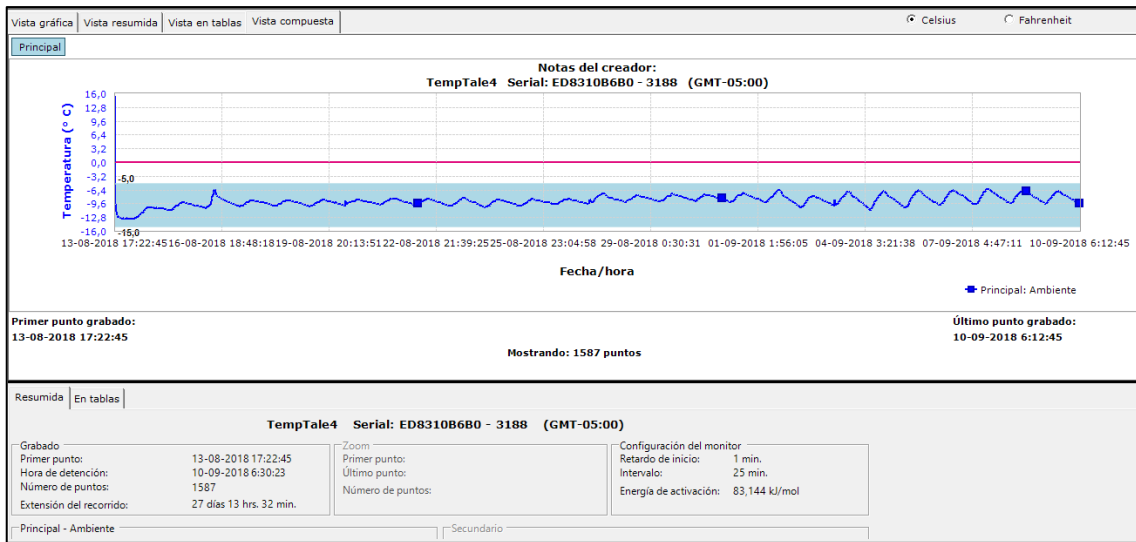 Vista gráfica Vista resumida Vista en tablas Vista compuesta Celsius Fahrenheit
Principal
Notas del creador:
TempTale4 Serial: ED8310B6B0 - 3188 (GMT-05:00)
Temperatura (° C)
16,0
12,8
9,6
6,4
3,2
0,0
-3,2
-6,4
-9,6
-12,8
-16,0
-5,0
-15,0
13-08-2018 17:22:45 16-08-2018 18:48:18 19-08-2018 20:13:51 22-08-2018 21:39:25 25-08-2018 23:04:58 29-08-2018 0:30:31 01-09-2018 1:56:05 04-09-2018 3:21:38 07-09-2018 4:47:11 10-09-2018 6:12:45
Fecha/hora
Principal: Ambiente
Primer punto grabado: Último punto grabado:
13-08-2018 17:22:45 10-09-2018 6:12:45
Mostrando: 1587 puntos
Resumida En tablas
TempTale4 Serial: ED8310B6B0 - 3188 (GMT-05:00)
Grabado
Primer punto: 13-08-2018 17:22:45
Hora de detención: 10-09-2018 6:30:23
Número de puntos: 1587
Extensión del recorrido: 27 días 13 hrs. 32 min.
Zoom
Primer punto:
Último punto:
Número de puntos:
Configuración del monitor
Retardo de inicio: 1 min.
Intervalo: 25 min.
Energía de activación: 83,144 kJ/mol
Principal - Ambiente Secundario